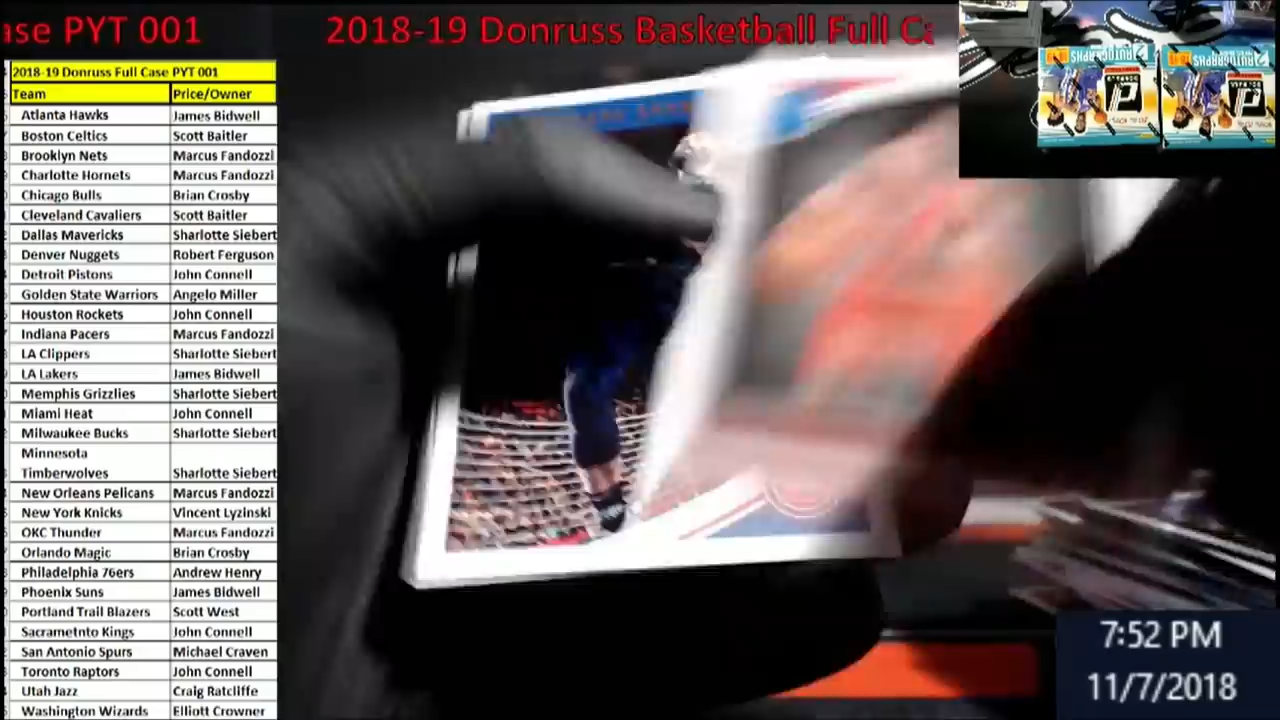 ase PYT 001 2018-19 Donruss Basketball Full Ca
2018-19 Donruss Full Case PYT 001
Team Price/Owner
Atlanta Hawks James Bidwell
Boston Celtics Scott Baitler
Brooklyn Nets Marcus Fandozzi
Charlotte Hornets Marcus Fandozzi
Chicago Bulls Brian Crosby
Cleveland Cavaliers Scott Baitler
Dallas Mavericks Sharlotte Siebert
Denver Nuggets Robert Ferguson
Detroit Pistons John Connell
Golden State Warriors Angelo Miller
Houston Rockets John Connell
Indiana Pacers Marcus Fandozzi
LA Clippers Sharlotte Siebert
LA Lakers James Bidwell
Memphis Grizzlies Sharlotte Siebert
Miami Heat John Connell
Milwaukee Bucks Sharlotte Siebert
Minnesota
Timberwolves Sharlotte Siebert
New Orleans Pelicans Marcus Fandozzi
New York Knicks Vincent Lyzinski
OKC Thunder Marcus Fandozzi
Orlando Magic Brian Crosby
Philadelphia 76ers Andrew Henry
Phoenix Suns James Bidwell
Portland Trail Blazers Scott West
Sacrametnto Kings John Connell
San Antonio Spurs Michael Craven
Toronto Raptors John Connell
Utah Jazz Craig Ratcliffe
Washington Wizards Elliott Crowner
AUTOGRAPHS
7:52 PM
11/7/2018